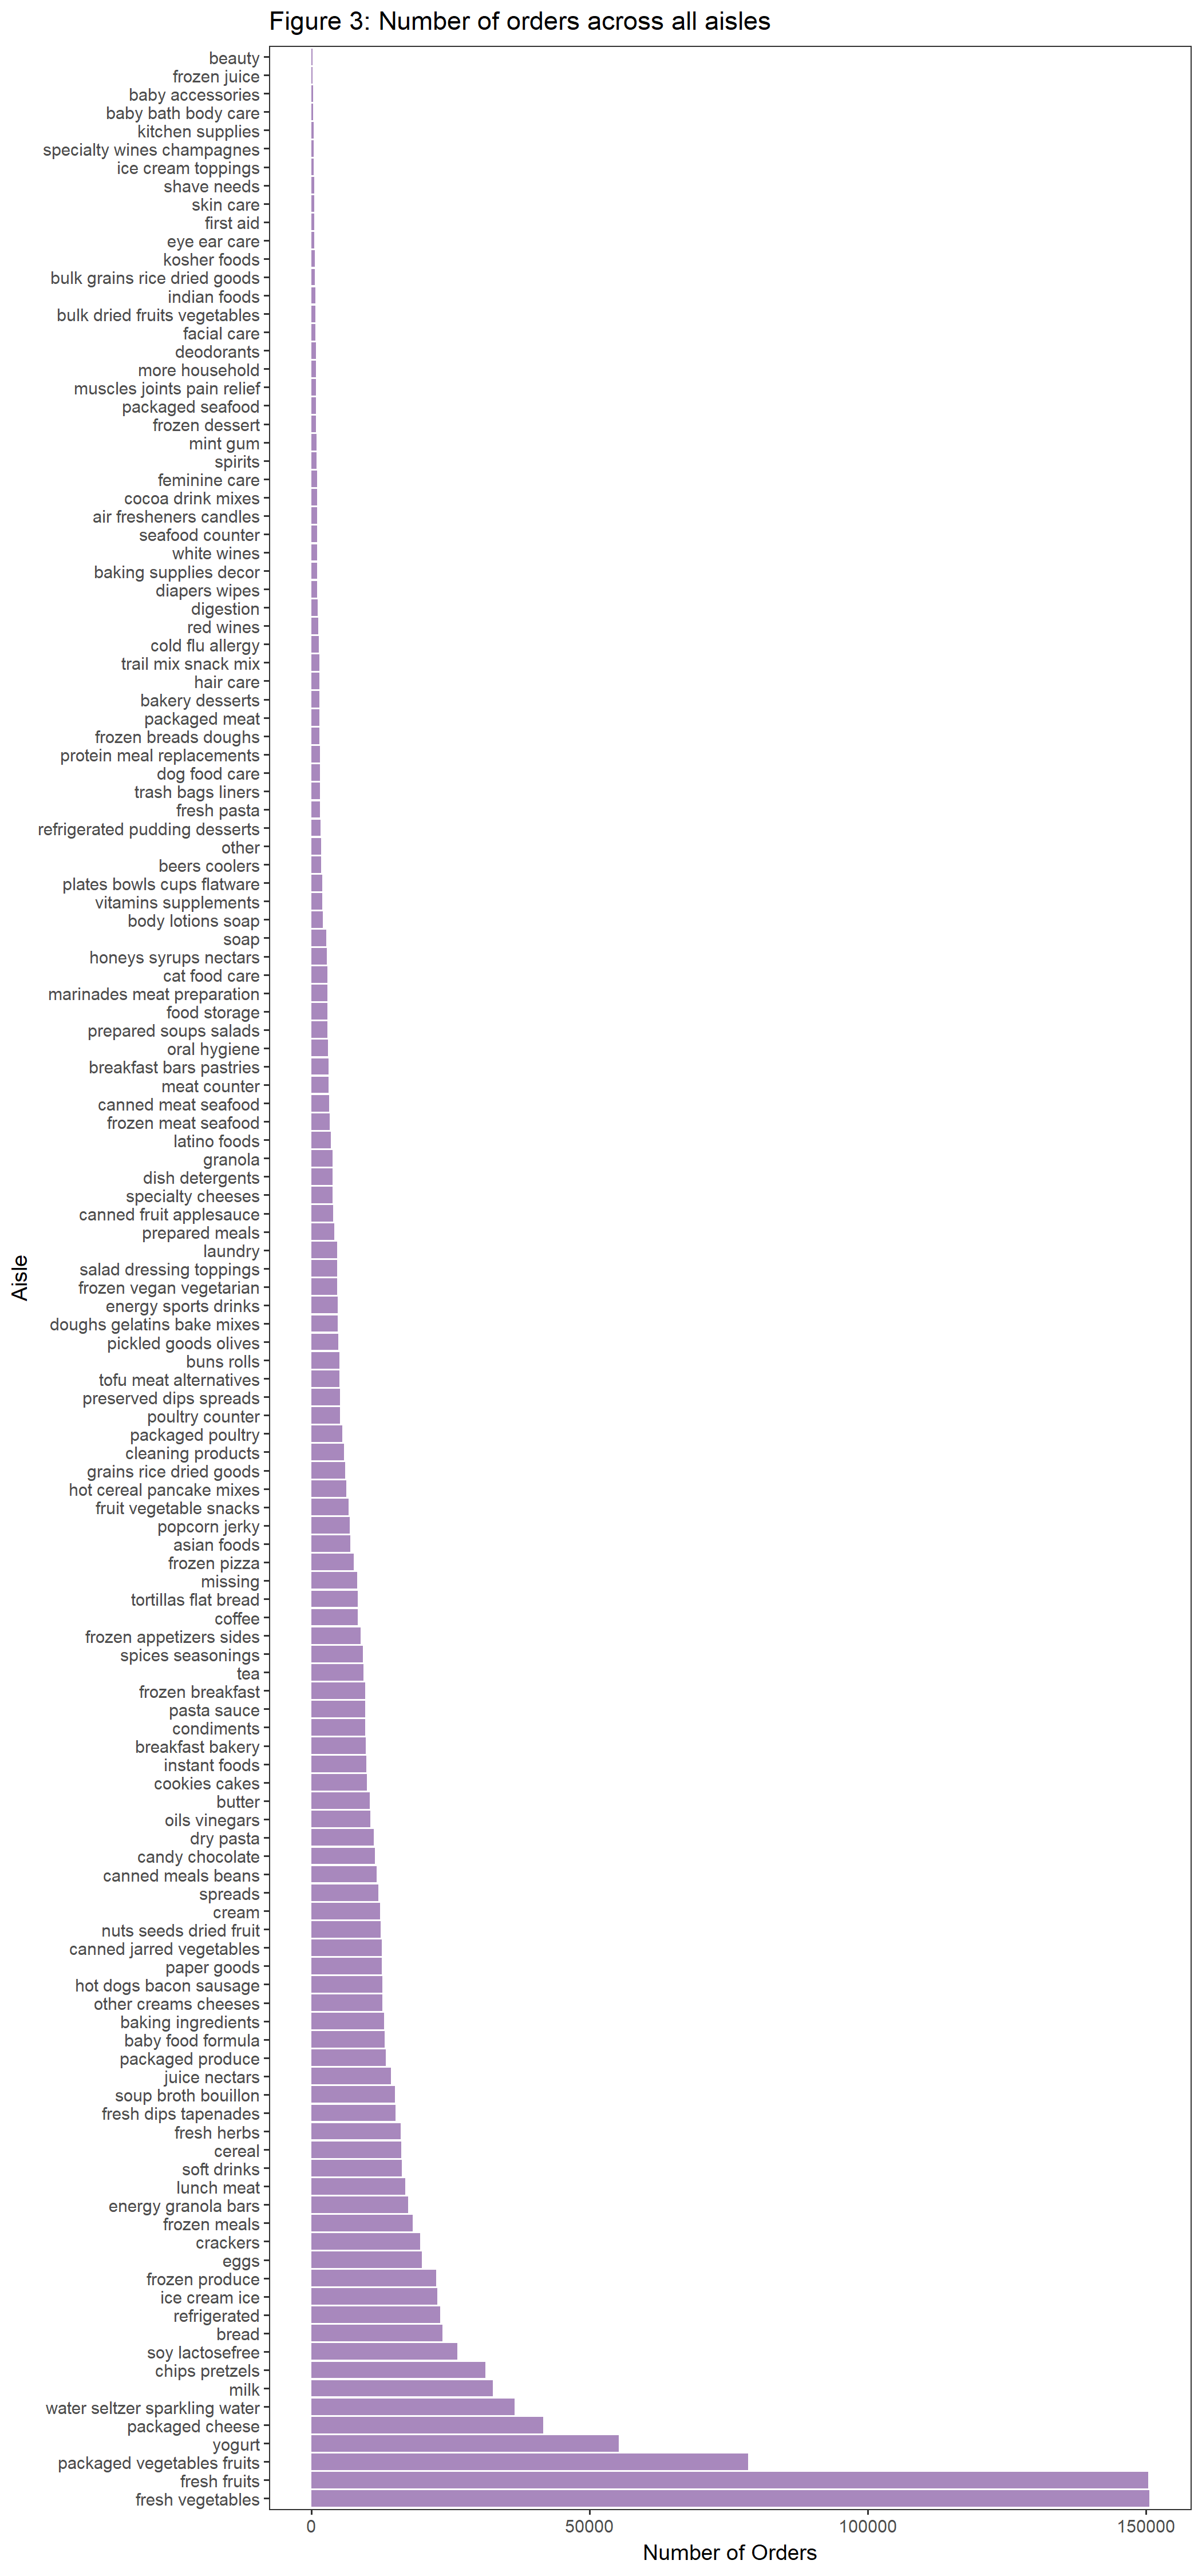 Figure 3: Number of orders across all aisles
beauty
frozen juice
baby accessories
baby bath body care
kitchen supplies
specialty wines champagnes
ice cream toppings
shave needs
skin care
first aid
eye ear care
kosher foods
bulk grains rice dried goods
indian foods
bulk dried fruits vegetables
facial care
deodorants
more household
muscles joints pain relief
packaged seafood
frozen dessert
mint gum
spirits
feminine care
cocoa drink mixes
air fresheners candles
seafood counter
white wines
baking supplies decor
diapers wipes
digestion
red wines
cold flu allergy
trail mix snack mix
hair care
bakery desserts
packaged meat
frozen breads doughs
protein meal replacements
dog food care
trash bags liners
fresh pasta
refrigerated pudding desserts
other
beers coolers
plates bowls cups flatware
vitamins supplements
body lotions soap
soap
honeys syrups nectars
cat food care
marinades meat preparation
food storage
prepared soups salads
oral hygiene
breakfast bars pastries
meat counter
canned meat seafood
frozen meat seafood
latino foods
granola
dish detergents
specialty cheeses
canned fruit applesauce
prepared meals
laundry
salad dressing toppings
frozen vegan vegetarian
energy sports drinks
doughs gelatins bake mixes
pickled goods olives
buns rolls
tofu meat alternatives
preserved dips spreads
poultry counter
packaged poultry
cleaning products
grains rice dried goods
hot cereal pancake mixes
fruit vegetable snacks
popcorn jerky
asian foods
frozen pizza
missing
tortillas flat bread
coffee
frozen appetizers sides
spices seasonings
tea
frozen breakfast
pasta sauce
condiments
breakfast bakery
instant foods
cookies cakes
butter
oils vinegars
dry pasta
candy chocolate
canned meals beans
spreads
cream
nuts seeds dried fruit
canned jarred vegetables
paper goods
hot dogs bacon sausage
other creams cheeses
baking ingredients
baby food formula
packaged produce
juice nectars
soup broth bouillon
fresh dips tapenades
fresh herbs
cereal
soft drinks
lunch meat
energy granola bars
frozen meals
crackers
eggs
frozen produce
ice cream ice
refrigerated
bread
soy lactosefree
chips pretzels
milk
water seltzer sparkling water
packaged cheese
yogurt
packaged vegetables fruits
fresh fruits
fresh vegetables
Aisle
0 50000 100000 150000
Number of Orders